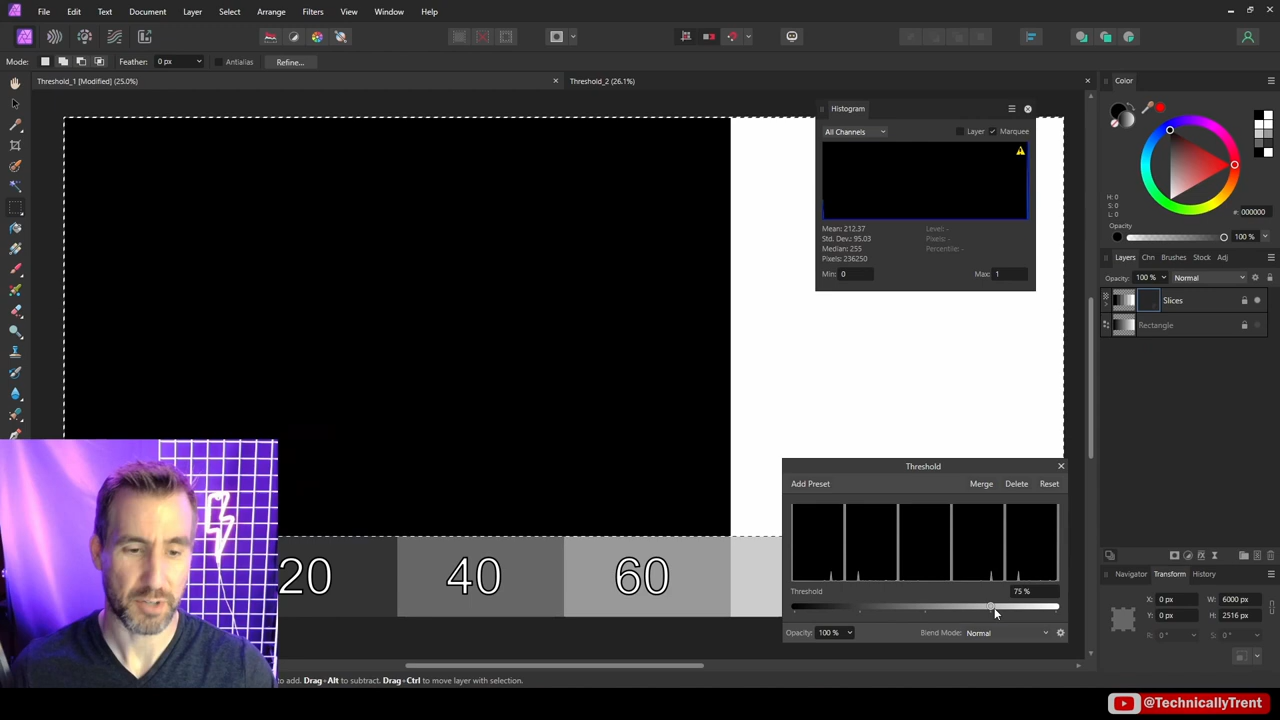 File Edit Text Document Layer Select Arrange Filters View Window Help
Mode: Feather: 0 px Antialias Refine...
Threshold_1 [Modified] (25.0%) Threshold_2 (26.1%)
Color
Histogram
All Channels Layer Marquee
Mean: 212.37
Std. Dev.: 95.03
Median: 255
Pixels: 236250
Level: -
Pixels: -
Percentile: -
Min: 0 Max: 1
H: 0
S: 0
L: 0
#: 000000
Opacity
100 %
Layers Chn Brushes Stock Adj
Opacity: 100 % Normal
Slices
Rectangle
Threshold
Add Preset Merge Delete Reset
Threshold 75 %
Opacity: 100 % Blend Mode: Normal
20 40 60
Navigator Transform History
X: 0 px W: 6000 px
Y: 0 px H: 2516 px
R: 0 ° S: 0 °
to add. Drag+Alt to subtract. Drag+Ctrl to move layer with selection.
@TechnicallyTrent